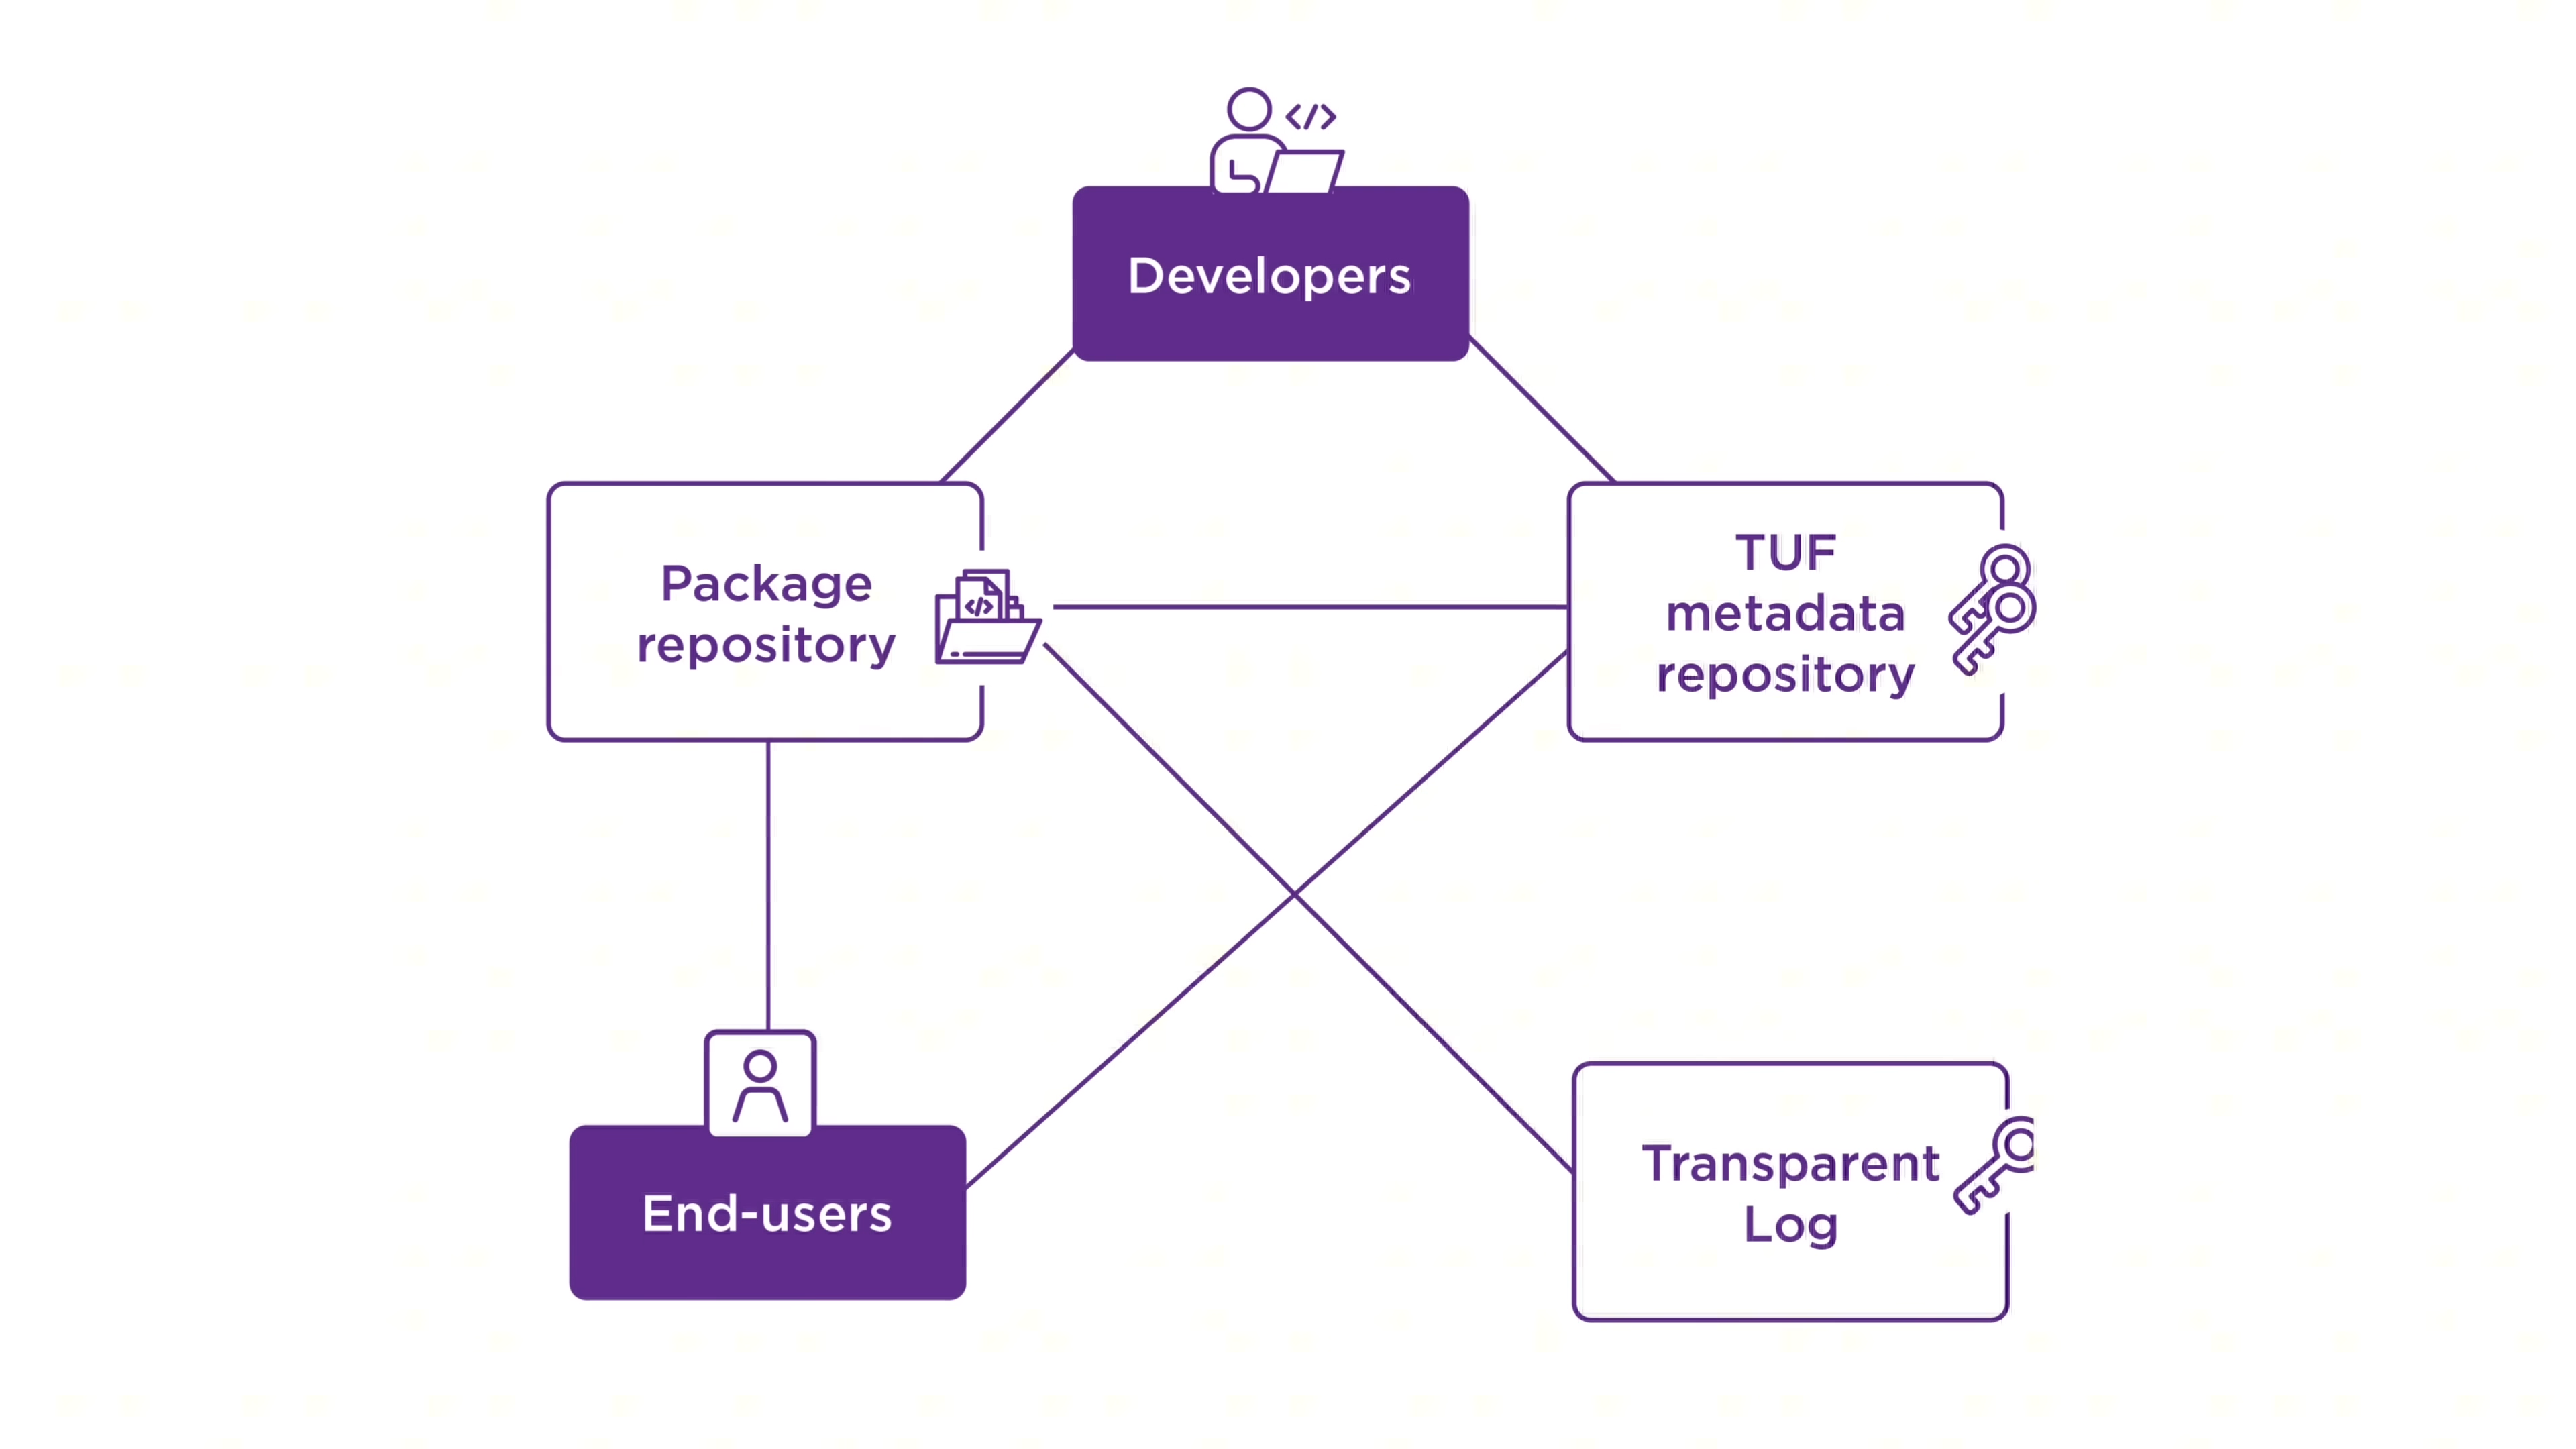 </>
Developers
Package
repository
</>
TUF
metadata
repository
End-users
Transparent
Log